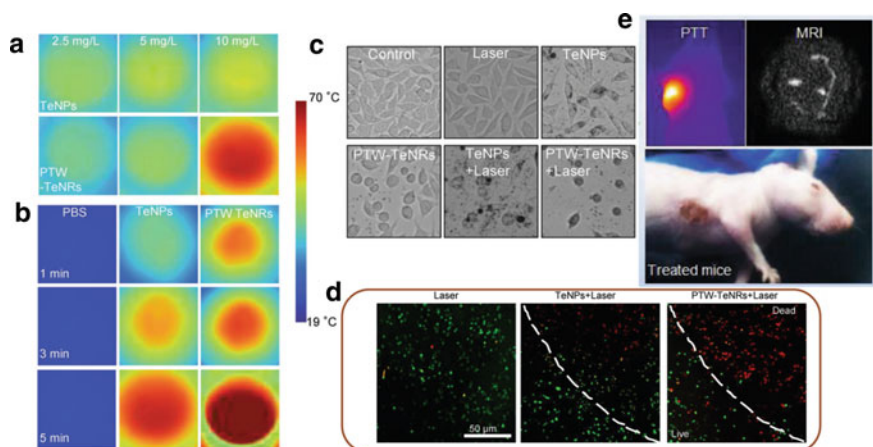 a
2.5 mg/L 5 mg/L 10 mg/L
TeNPs
PTW
-TeNRs
b
PBS TeNPs PTW TeNRs
1 min
3 min
5 min
70 °C
19 °C
c
Control Laser TeNPs
PTW-TeNRs TeNPs
+Laser PTW-TeNRs
+Laser
e
PTT MRI
Treated mice
d
Laser TeNPs+Laser PTW-TeNRs+Laser
Dead
50 μm
Live